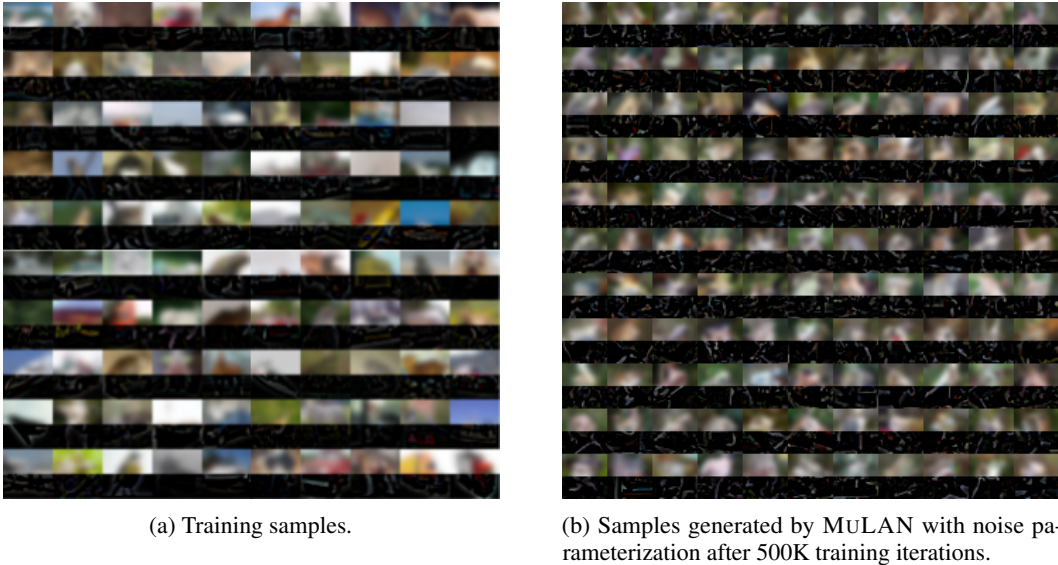 (a) Training samples.
(b) Samples generated by MULAN with noise pa-
rameterization after 500K training iterations.